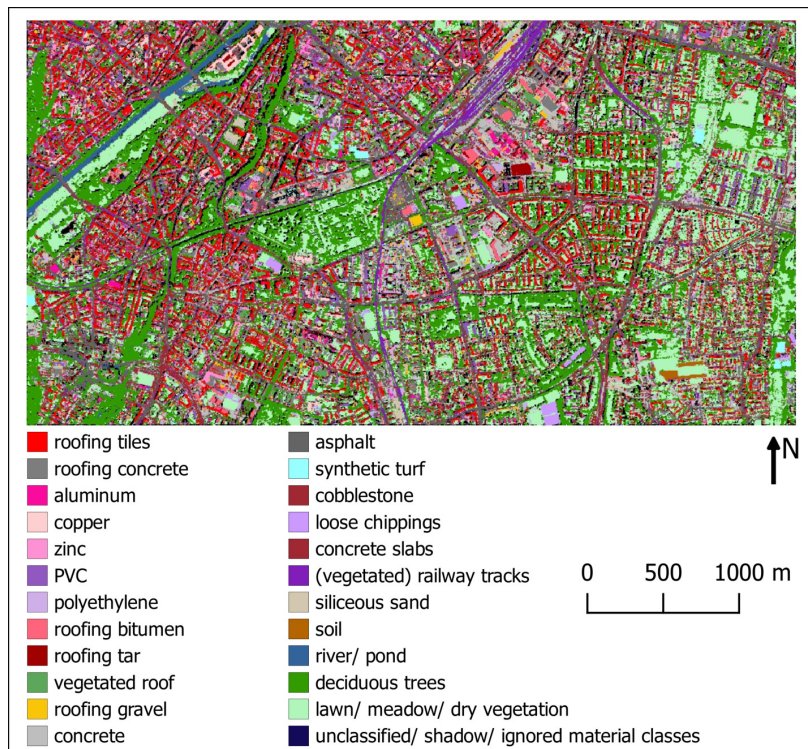 roofing tiles
roofing concrete
aluminum
copper
zinc
PVC
polyethylene
roofing bitumen
roofing tar
vegetated roof
roofing gravel
concrete
asphalt
synthetic turf
cobblestone
loose chippings
concrete slabs
(vegetated) railway tracks
siliceous sand
soil
river/ pond
deciduous trees
lawn/ meadow/ dry vegetation
unclassified/ shadow/ ignored material classes
N
0 500 1000 m